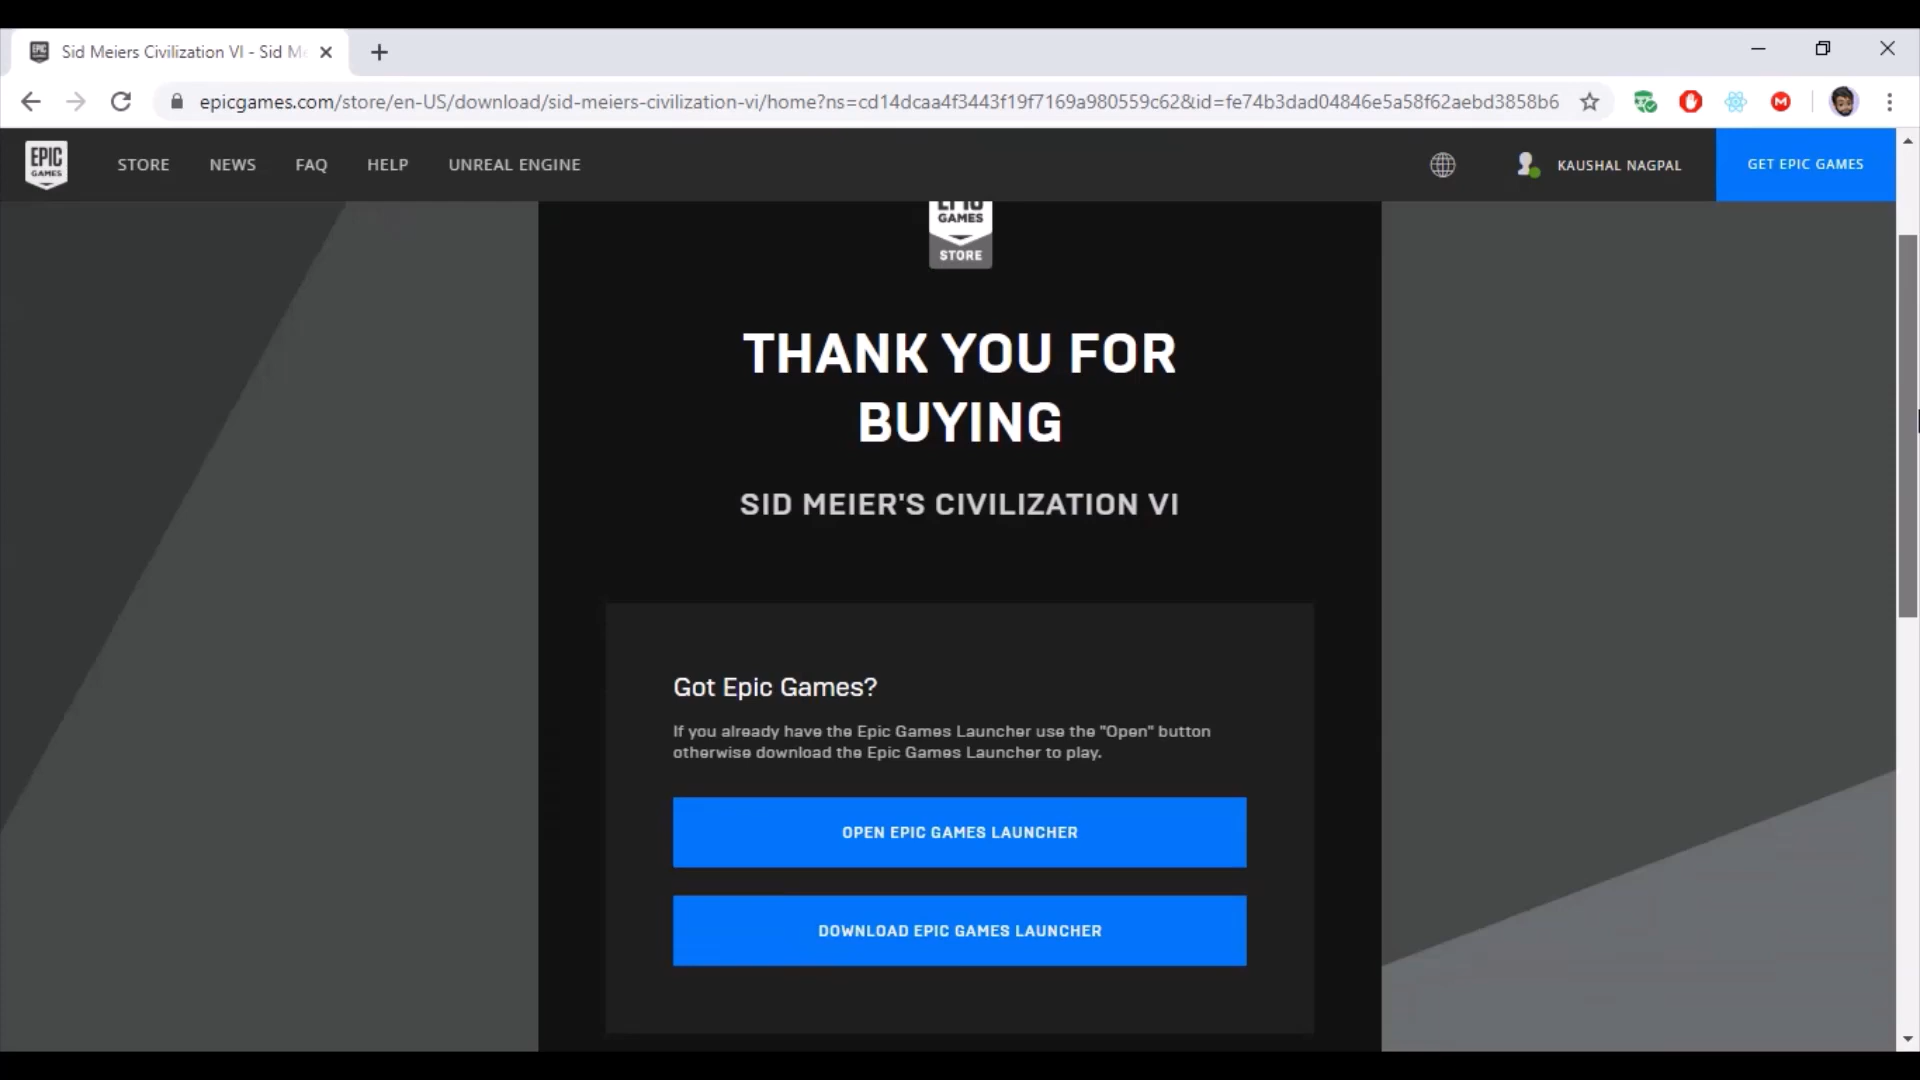 Sid Meiers Civilization VI - Sid M
epicgames.com/store/en-US/download/sid-meiers-civilization-vi/home?ns=cd14dcaa4f3443f19f7169a980559c62&id=fe74b3dad04846e5a58f62aebd3858b6
EPIC
GAMES
STORE
NEWS
FAQ
HELP
UNREAL ENGINE
KAUSHAL NAGPAL
GET EPIC GAMES
EPIC
GAMES
STORE
THANK YOU FOR
BUYING
SID MEIER'S CIVILIZATION VI
Got Epic Games?
If you already have the Epic Games Launcher use the "Open" button
otherwise download the Epic Games Launcher to play.
OPEN EPIC GAMES LAUNCHER
DOWNLOAD EPIC GAMES LAUNCHER